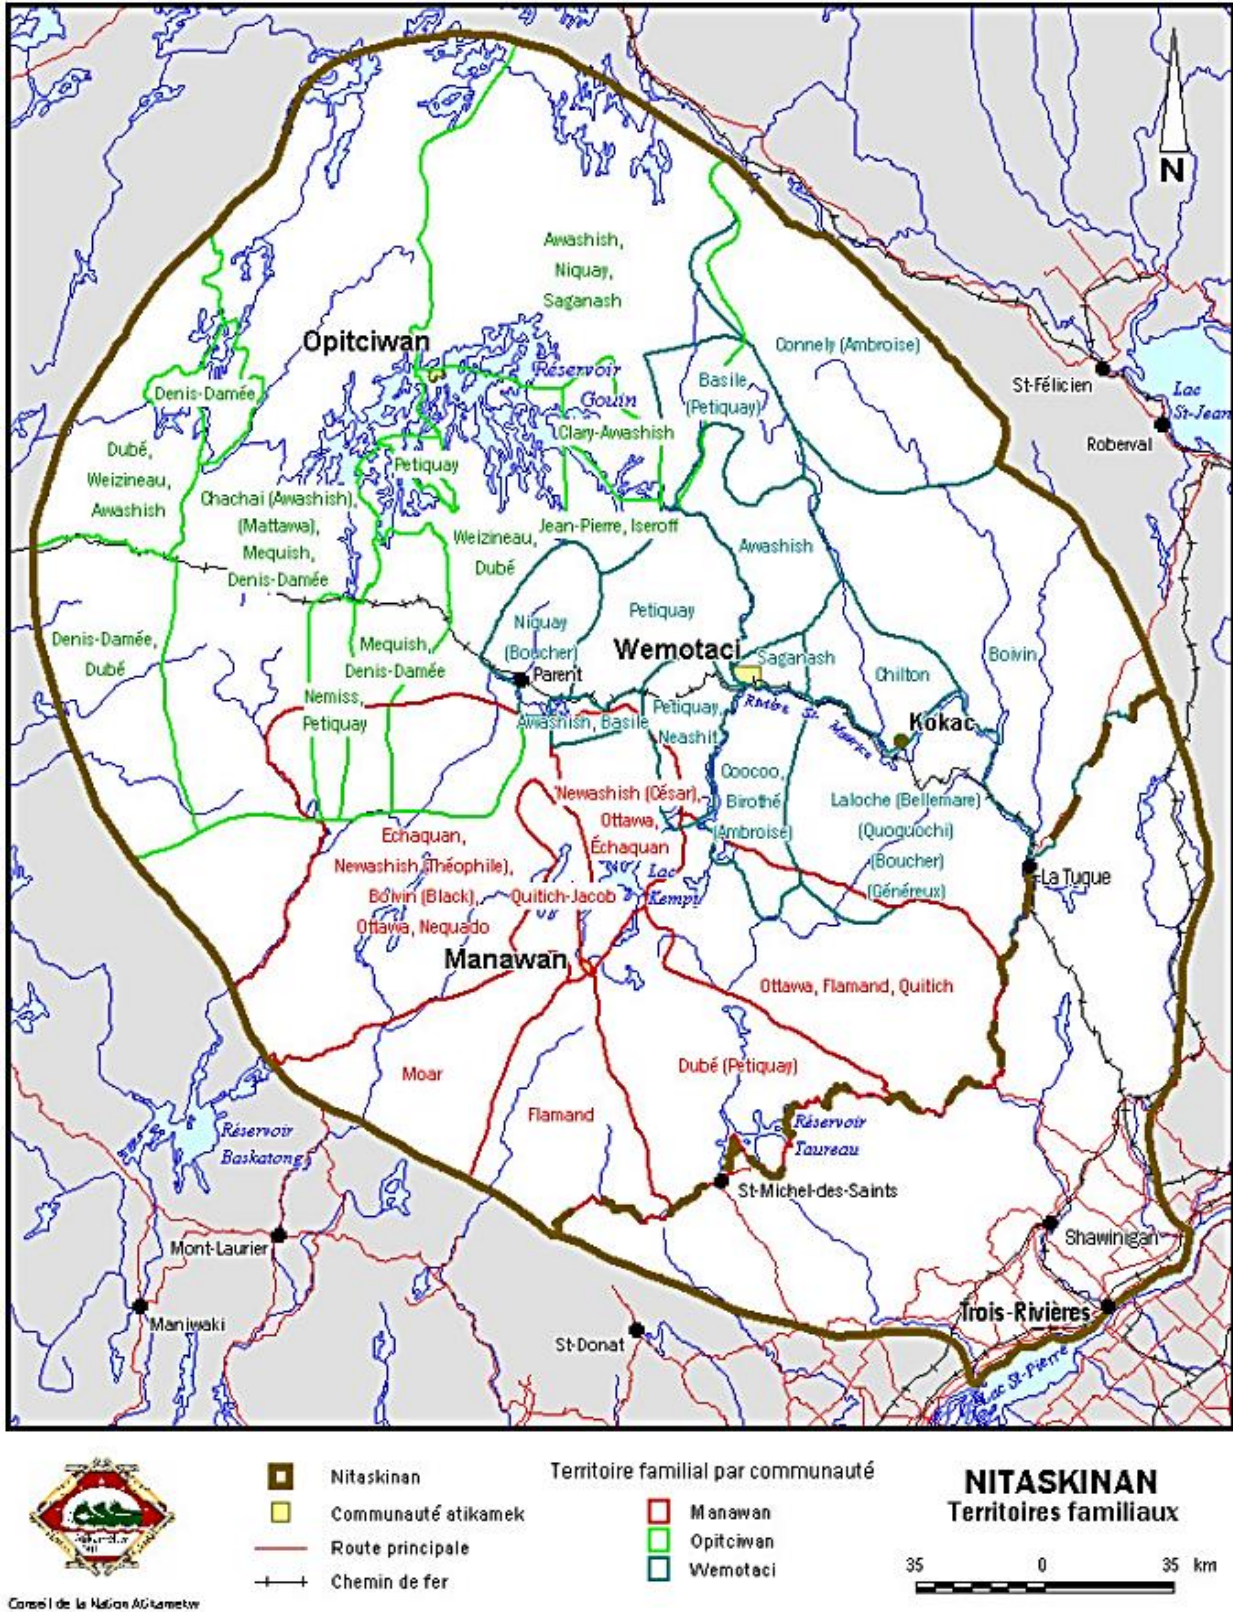 N
Awashish,
Niquay,
Saganash
Opitciwan
Connely (Ambroise)
St-Félicien
Réservoir
Gouin
Basile
(Petiquay)
Lac
St-Jean
Denis-Damée
Roberval
Clary-Awashish
Dubé,
Weizineau,
Awashish
Petiquay
Chachai (Awashish),
(Mattawa),
Mequish,
Denis-Damée
Weizineau,
Dubé
Jean-Pierre, Iseroff
Awashish
Petiquay
Niquay
(Boucher)
Denis-Damée,
Dubé
Mequish,
Denis-Damée
Wemotaci
Saganash
Boivin
Chilton
Parent
Nemiss,
Petiquay
Petiquay,
Neashit
Rivière St-Maurice
Awashish, Basile
Kokac
Coocoo,
Birothé
(Ambroise)
Newashish (César),
Ottawa,
Échaquan
Laloche (Bellemare)
(Quoquochi)
(Boucher)
(Généreux)
Echaquan,
Newashish (Théophile),
Boivin (Black),
Ottawa, Nequado
Quitich-Jacob
Lac
Kempt
La Tuque
Manawan
Ottawa, Flamand, Quitich
Moar
Dubé (Petiquay)
Flamand
Réservoir
Taureau
Réservoir
Baskatong
St-Michel-des-Saints
Shawinigan
Mont-Laurier
Maniwaki
St-Donat
Trois-Rivières
Lac St-Pierre
Conseil de la Nation Atikamekw
Nitaskinan
Communauté atikamek
Route principale
Chemin de fer
Territoire familial par communauté
Manawan
Opitciwan
Wemotaci
NITASKINAN
Territoires familiaux
35 0 35 km